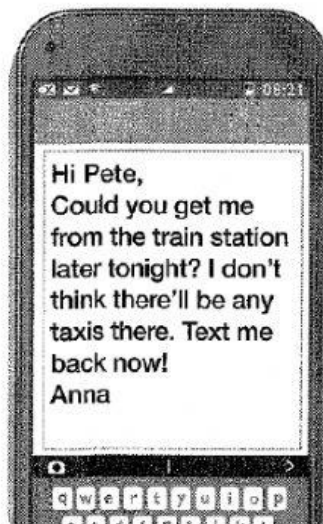 08:21
Hi Pete,
Could you get me
from the train station
later tonight? I don't
think there'll be any
taxis there. Text me
back now!
Anna
q w e r t y u i o p